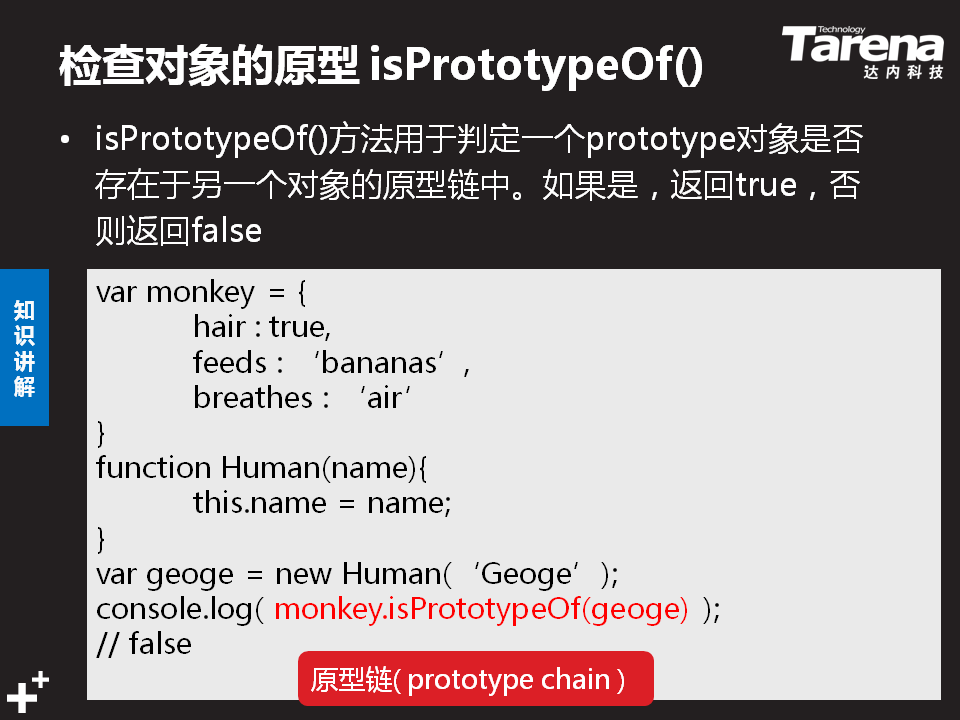 检查对象的原型 isPrototypeOf()
Technology
Tarena
达内科技
• isPrototypeOf()方法用于判定一个prototype对象是否
存在于另一个对象的原型链中。如果是，返回true，否
则返回false
知识讲解
var monkey = {
hair : true,
feeds : ‘bananas’,
breathes : ‘air’
}
function Human(name){
this.name = name;
}
var geoge = new Human(‘Geoge’);
console.log( monkey.isPrototypeOf(geoge) );
// false
原型链( prototype chain )